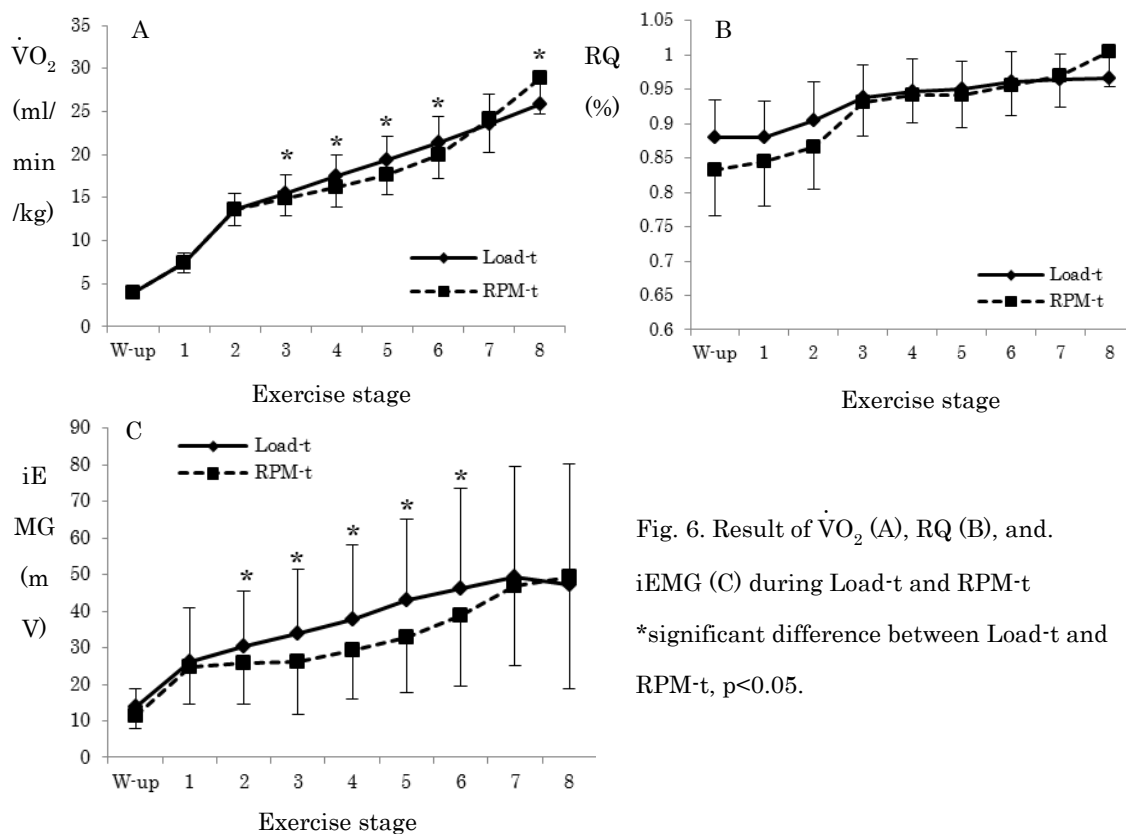 A
V̇O₂
(ml/
min
/kg)
35
30
25
20
15
10
5
0
*
*
*
*
*
Load-t
RPM-t
W-up 1 2 3 4 5 6 7 8
Exercise stage
B
RQ
(%)
1.05
1
0.95
0.9
0.85
0.8
0.75
0.7
0.65
0.6
Load-t
RPM-t
W-up 1 2 3 4 5 6 7 8
Exercise stage
C
iE
MG
(m
V)
90
80
70
60
50
40
30
20
10
0
Load-t
RPM-t
*
*
*
*
*
W-up 1 2 3 4 5 6 7 8
Exercise stage
Fig. 6. Result of V̇O₂ (A), RQ (B), and.
iEMG (C) during Load-t and RPM-t
*significant difference between Load-t and
RPM-t, p<0.05.